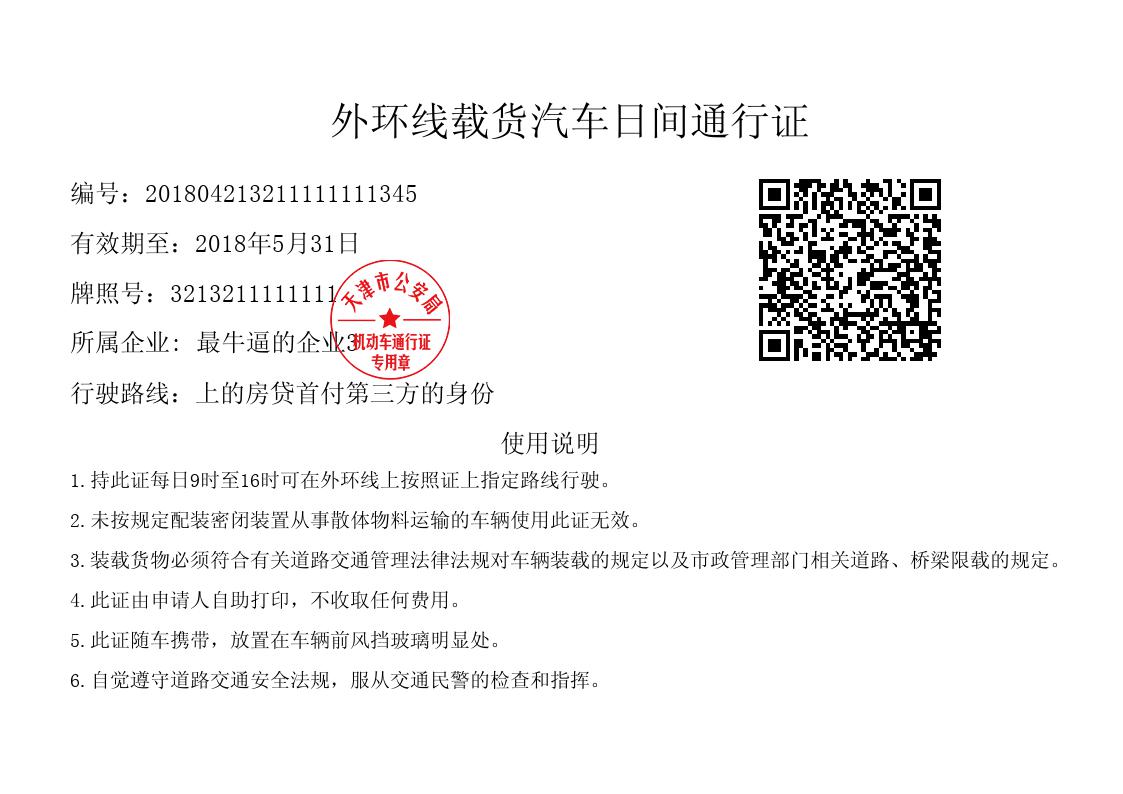 外环线载货汽车日间通行证
编号：201804213211111111345
有效期至：2018年5月31日
牌照号：3213211111111
所属企业: 最牛逼的企业3
天津市公安局
机动车通行证
专用章
行驶路线：上的房贷首付第三方的身份
使用说明
1.持此证每日9时至16时可在外环线上按照证上指定路线行驶。
2.未按规定配装密闭装置从事散体物料运输的车辆使用此证无效。
3.装载货物必须符合有关道路交通管理法律法规对车辆装载的规定以及市政管理部门相关道路、桥梁限载的规定。
4.此证由申请人自助打印，不收取任何费用。
5.此证随车携带，放置在车辆前风挡玻璃明显处。
6.自觉遵守道路交通安全法规，服从交通民警的检查和指挥。